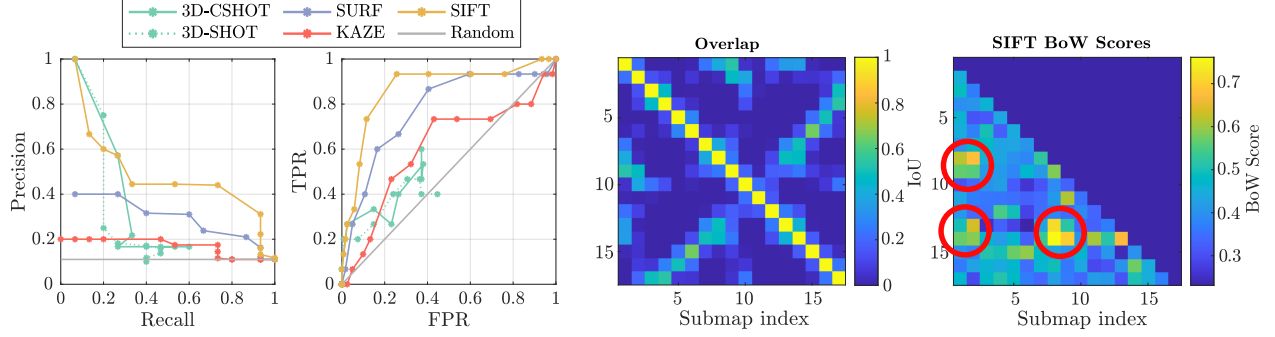 3D-CSHOT SURF SIFT
3D-SHOT KAZE Random
1
0.8
0.6
0.4
0.2
0
Precision
0 0.2 0.4 0.6 0.8 1
Recall
1
0.8
0.6
0.4
0.2
0
TPR
0 0.2 0.4 0.6 0.8 1
FPR
Overlap
5
10
15
5 10 15
Submap index
1
0.8
0.6
0.4
0.2
0
IoU
SIFT BoW Scores
5
10
15
5 10 15
Submap index
0.7
0.6
0.5
0.4
0.3
BoW Score